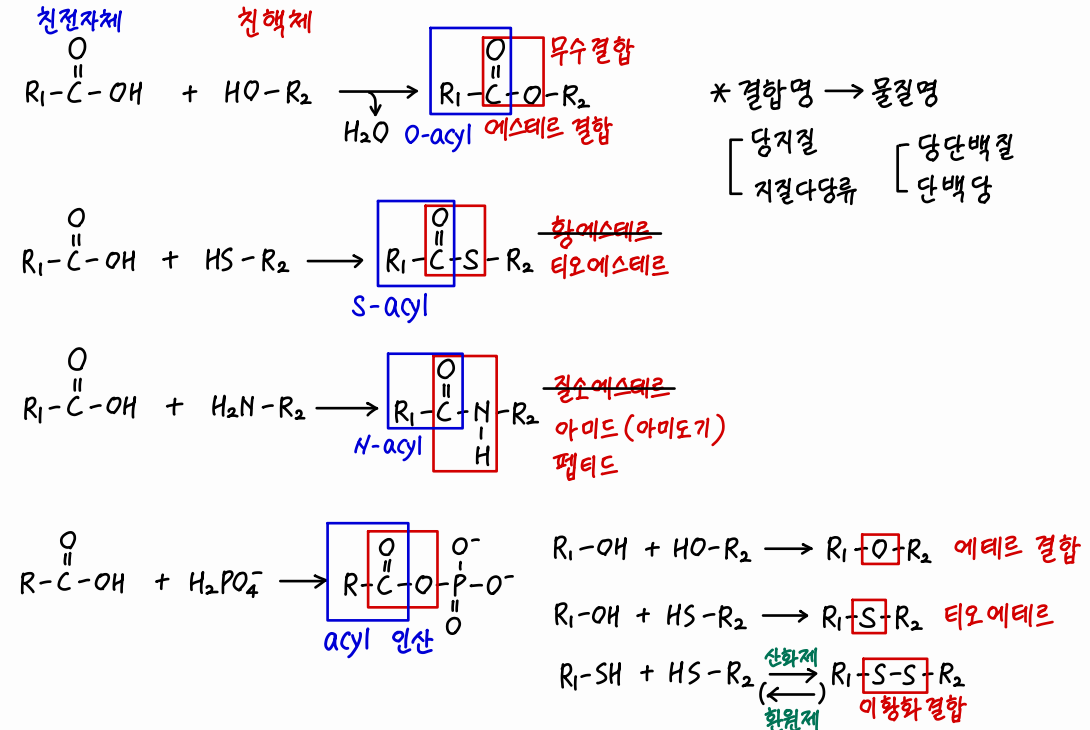 친전자체 친핵체
O
R₁-C-OH + HO-R₂ → R₁-C-O-R₂ 무수결합
O
H₂O O-acyl 에스테르 결합
* 결합명 → 물질명
당지질
지질다당류
당단백질
단백당
O
R₁-C-OH + HS-R₂ → R₁-C-S-R₂
O
황에스테르
티오에스테르
S-acyl
O
R₁-C-OH + H₂N-R₂ → R₁-C-N-R₂
O
H
N-acyl
질소에스테르
아미드(아미도기)
펩티드
O
R-C-OH + H₂PO₄⁻ → R-C-O-P-O⁻
O O⁻
O
acyl 인산
R₁-OH + HO-R₂ → R₁-O-R₂ 에테르 결합
R₁-OH + HS-R₂ → R₁-S-R₂ 티오에테르
산화제
R₁-SH + HS-R₂ → (←) R₁-S-S-R₂
환원제 이황화결합